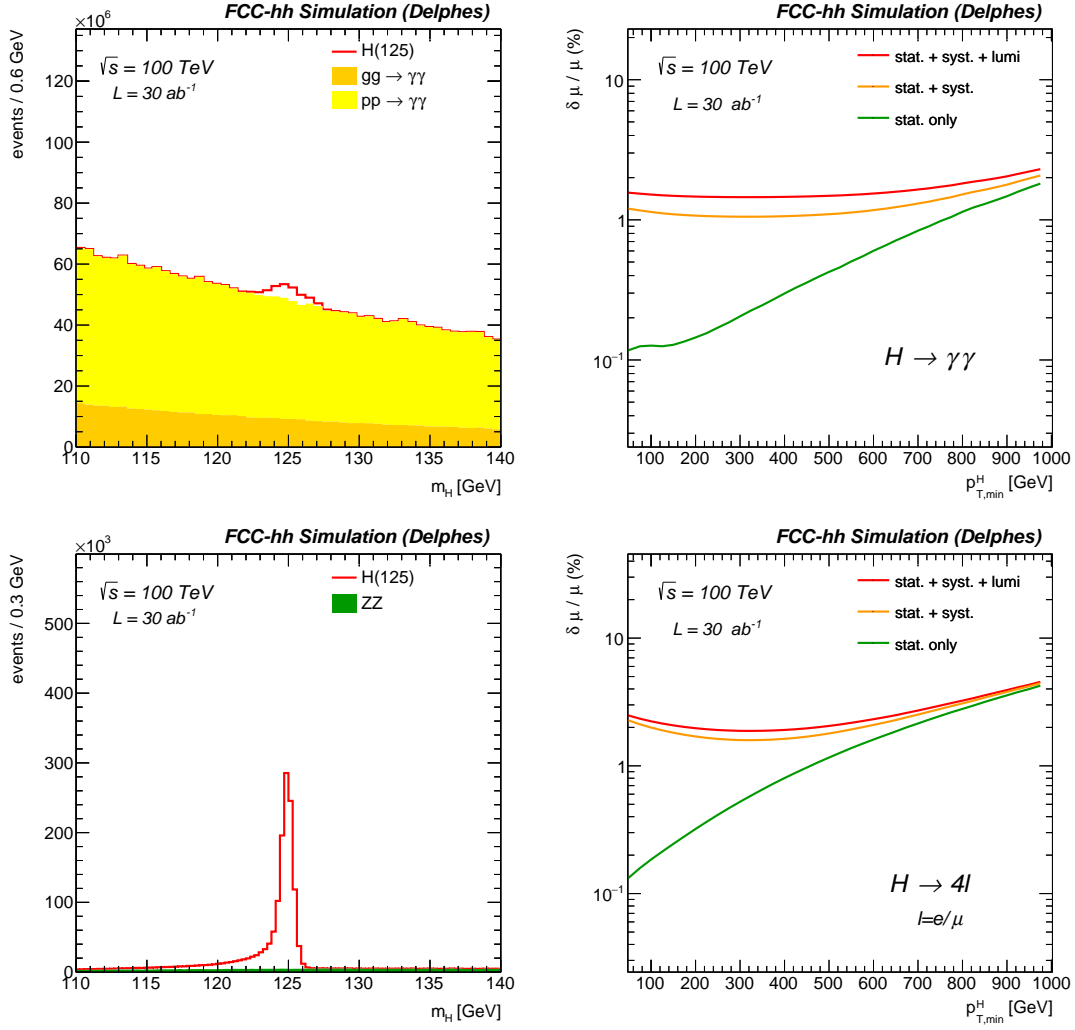 FCC-hh Simulation (Delphes)
×10⁶
events / 0.6 GeV
√s = 100 TeV
L = 30 ab⁻¹
H(125)
gg → γγ
pp → γγ
120
100
80
60
40
20
0
110 115 120 125 130 135 140
m_H [GeV]
FCC-hh Simulation (Delphes)
δ μ / μ (%)
√s = 100 TeV
L = 30 ab⁻¹
stat. + syst. + lumi
stat. + syst.
stat. only
10
1
10⁻¹
H → γγ
100 200 300 400 500 600 700 800 900 1000
p^H_T,min [GeV]
FCC-hh Simulation (Delphes)
×10³
events / 0.3 GeV
√s = 100 TeV
L = 30 ab⁻¹
H(125)
ZZ
500
400
300
200
100
0
110 115 120 125 130 135 140
m_H [GeV]
FCC-hh Simulation (Delphes)
δ μ / μ (%)
√s = 100 TeV
L = 30 ab⁻¹
stat. + syst. + lumi
stat. + syst.
stat. only
10
1
10⁻¹
H → 4l
l=e/μ
100 200 300 400 500 600 700 800 900 1000
p^H_T,min [GeV]